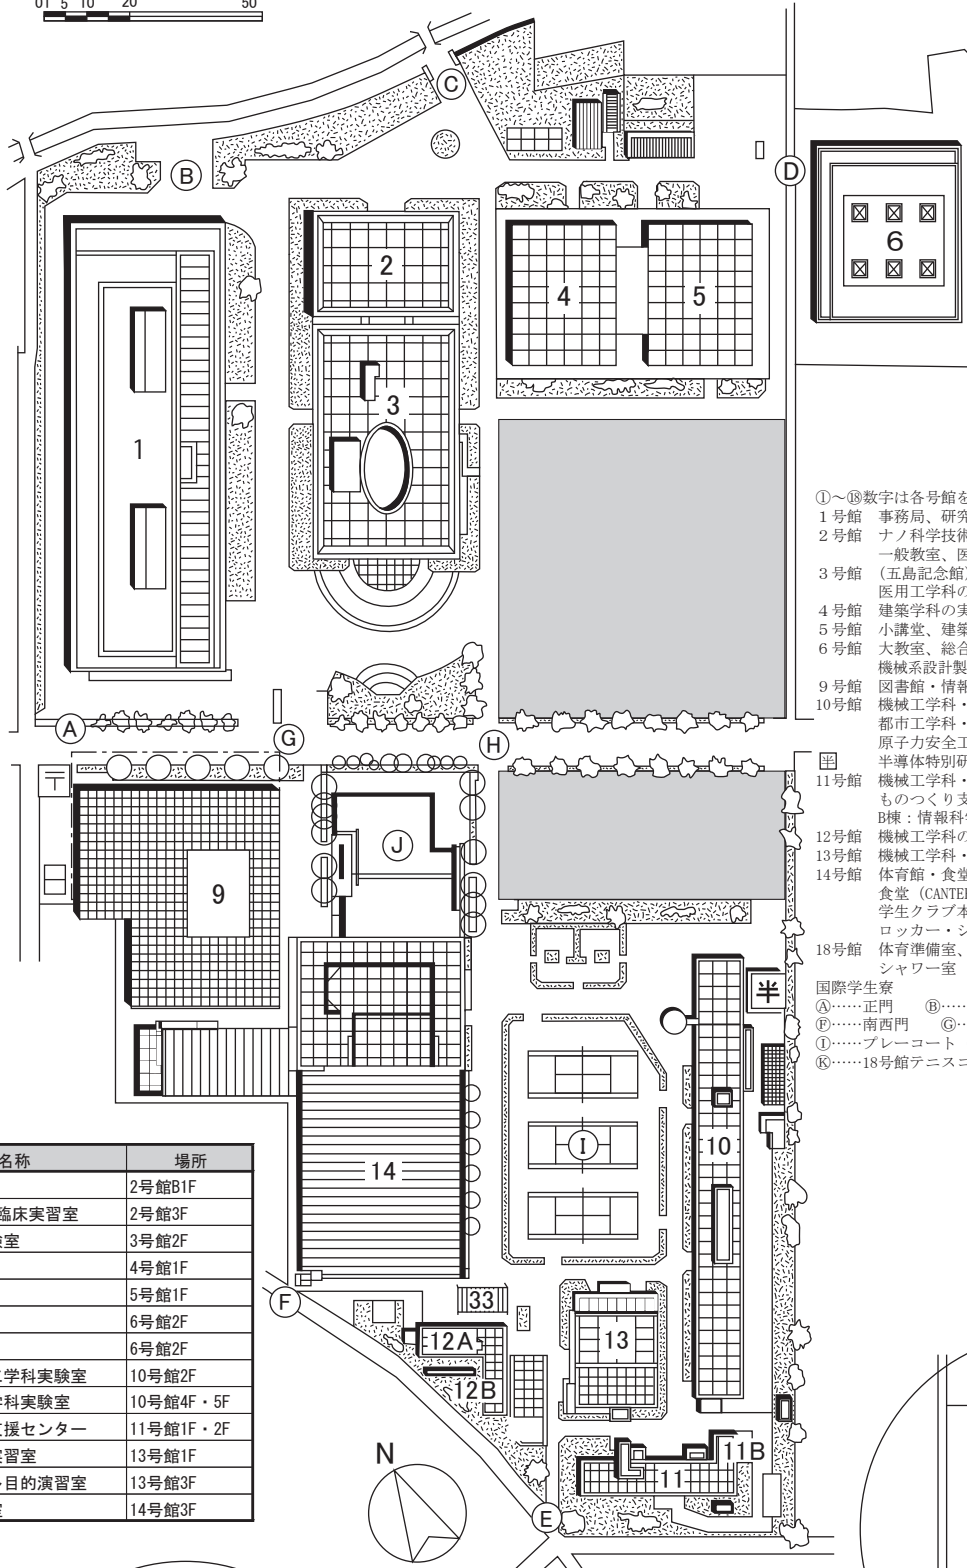 01 5 10 20 50
C
B
D
2
4
5
6
3
1
A
G
H
〒
J
9
半
I
10
14
F
33
12A
12B
13
11B
11
E
N
①～⑱数字は各号館を
1号館 事務局、研究
2号館 ナノ科学技術
一般教室、医
3号館 (五島記念館)
医用工学科の
4号館 建築学科の実
5号館 小講堂、建築
6号館 大教室、総合
機械系設計製
9号館 図書館・情報
10号館 機械工学科・
都市工学科・
原子力安全工
半 半導体特別研
11号館 機械工学科・
ものつくり支
B棟：情報科学
12号館 機械工学科の
13号館 機械工学科・
14号館 体育館・食堂
食堂（CANTE
学生クラブ本
ロッカー・シ
18号館 体育準備室、
シャワー室
国際学生寮
Ⓐ……正門 Ⓑ……
Ⓕ……南西門 Ⓖ…
Ⓘ……プレーコート
Ⓚ……18号館テニスコ
名称 場所
2号館B1F
臨床実習室 2号館3F
室 3号館2F
4号館1F
5号館1F
6号館2F
6号館2F
学科実験室 10号館2F
学科実験室 10号館4F・5F
支援センター 11号館1F・2F
習室 13号館1F
多目的演習室 13号館3F
室 14号館3F